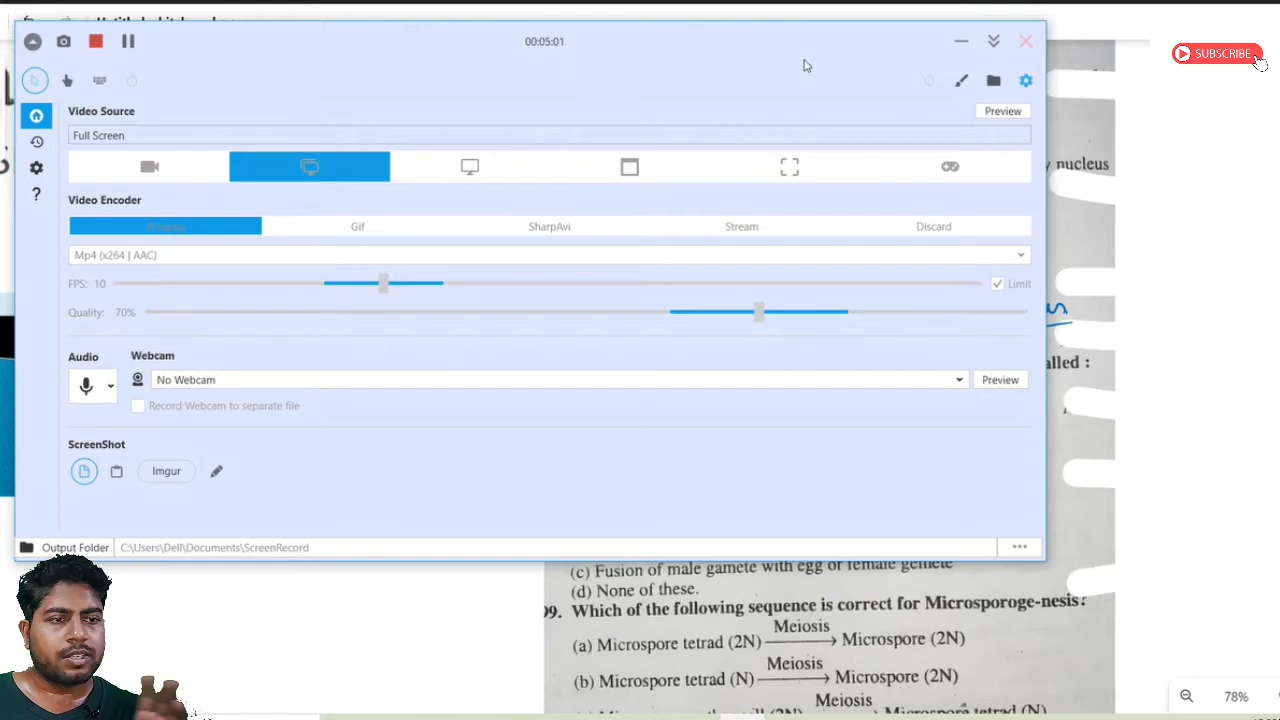 00:05:01
SUBSCRIBE
Video Source
Preview
Full Screen
y nucleus
Video Encoder
Gif
SharpAvi
Stream
Discard
Mp4 (x264 | AAC)
FPS: 10
Limit
Quality: 70%
Audio
Webcam
alled :
No Webcam
Preview
Record Webcam to separate file
ScreenShot
Imgur
Output Folder
C:\Users\Dell\Documents\ScreenRecord
...
(c) Fusion of male gamete with egg or female gemete
(d) None of these.
99. Which of the following sequence is correct for Microsporoge-nesis?
(a) Microspore tetrad (2N) Meiosis → Microspore (2N)
(b) Microspore tetrad (N) Meiosis → Microspore (2N)
Meiosis
78%